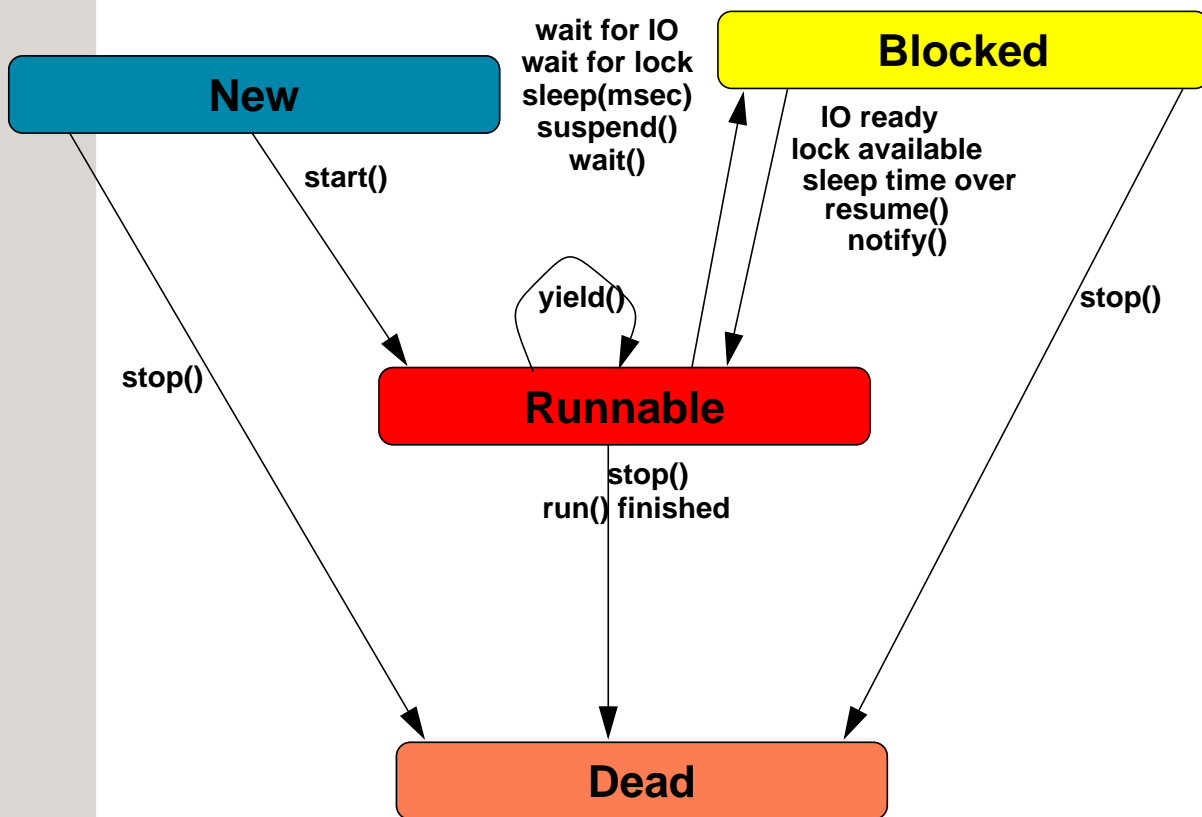 New
wait for IO
wait for lock
sleep(msec)
suspend()
wait()
Blocked
IO ready
lock available
sleep time over
resume()
notify()
start()
yield()
stop()
stop()
Runnable
stop()
run() finished
Dead